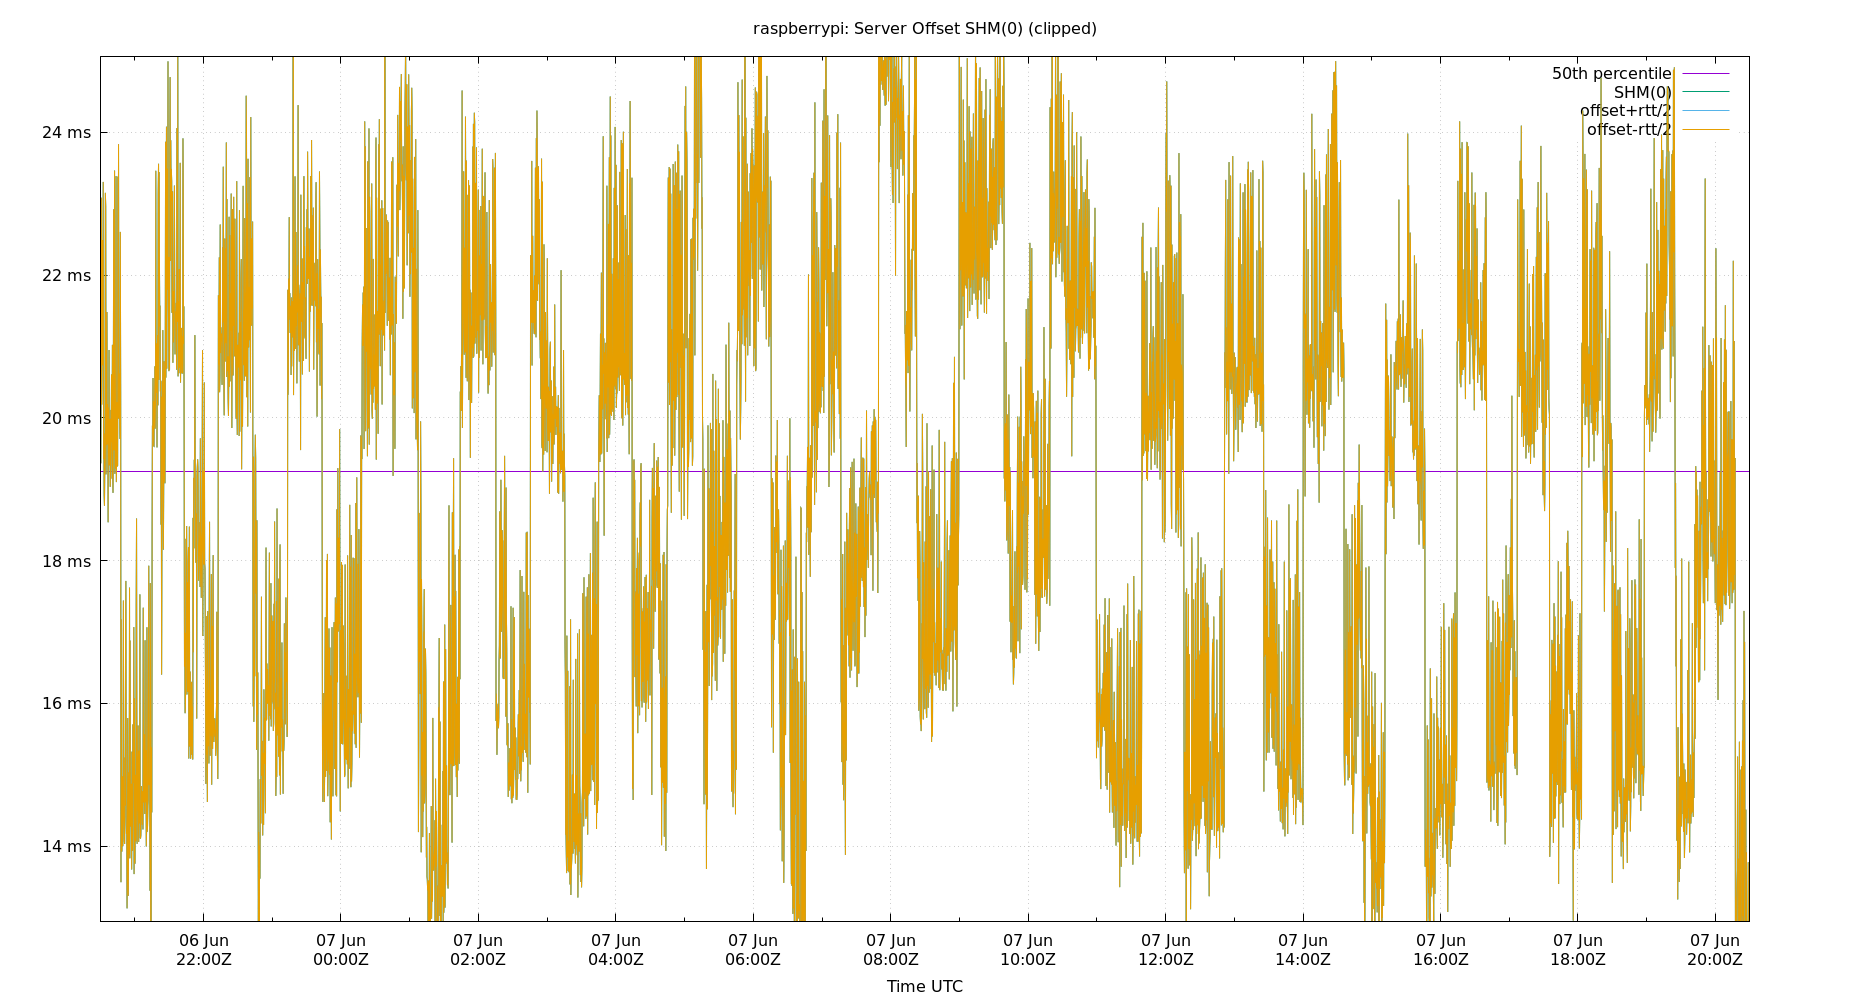 raspberrypi: Server Offset SHM(0) (clipped)
50th percentile
SHM(0)
offset+rtt/2
offset-rtt/2
24 ms
22 ms
20 ms
18 ms
16 ms
14 ms
06 Jun 22:00Z
07 Jun 00:00Z
07 Jun 02:00Z
07 Jun 04:00Z
07 Jun 06:00Z
07 Jun 08:00Z
07 Jun 10:00Z
07 Jun 12:00Z
07 Jun 14:00Z
07 Jun 16:00Z
07 Jun 18:00Z
07 Jun 20:00Z
Time UTC